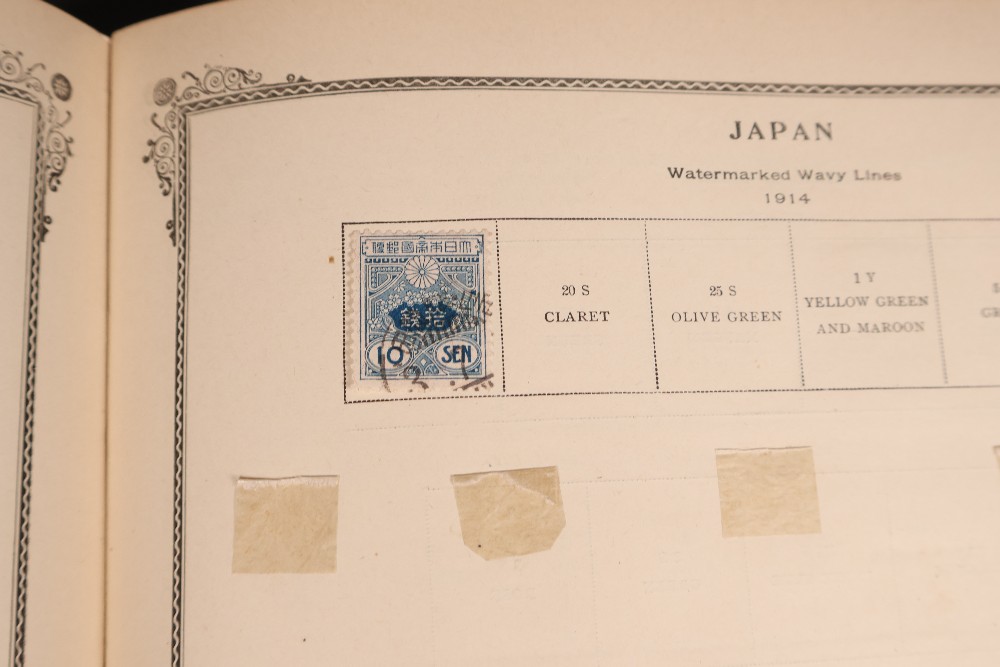 JAPAN
Watermarked Wavy Lines
1914
便郵國帝本日大
錢拾
10 SEN
20 S
CLARET
25 S
OLIVE GREEN
1 Y
YELLOW GREEN
AND MAROON